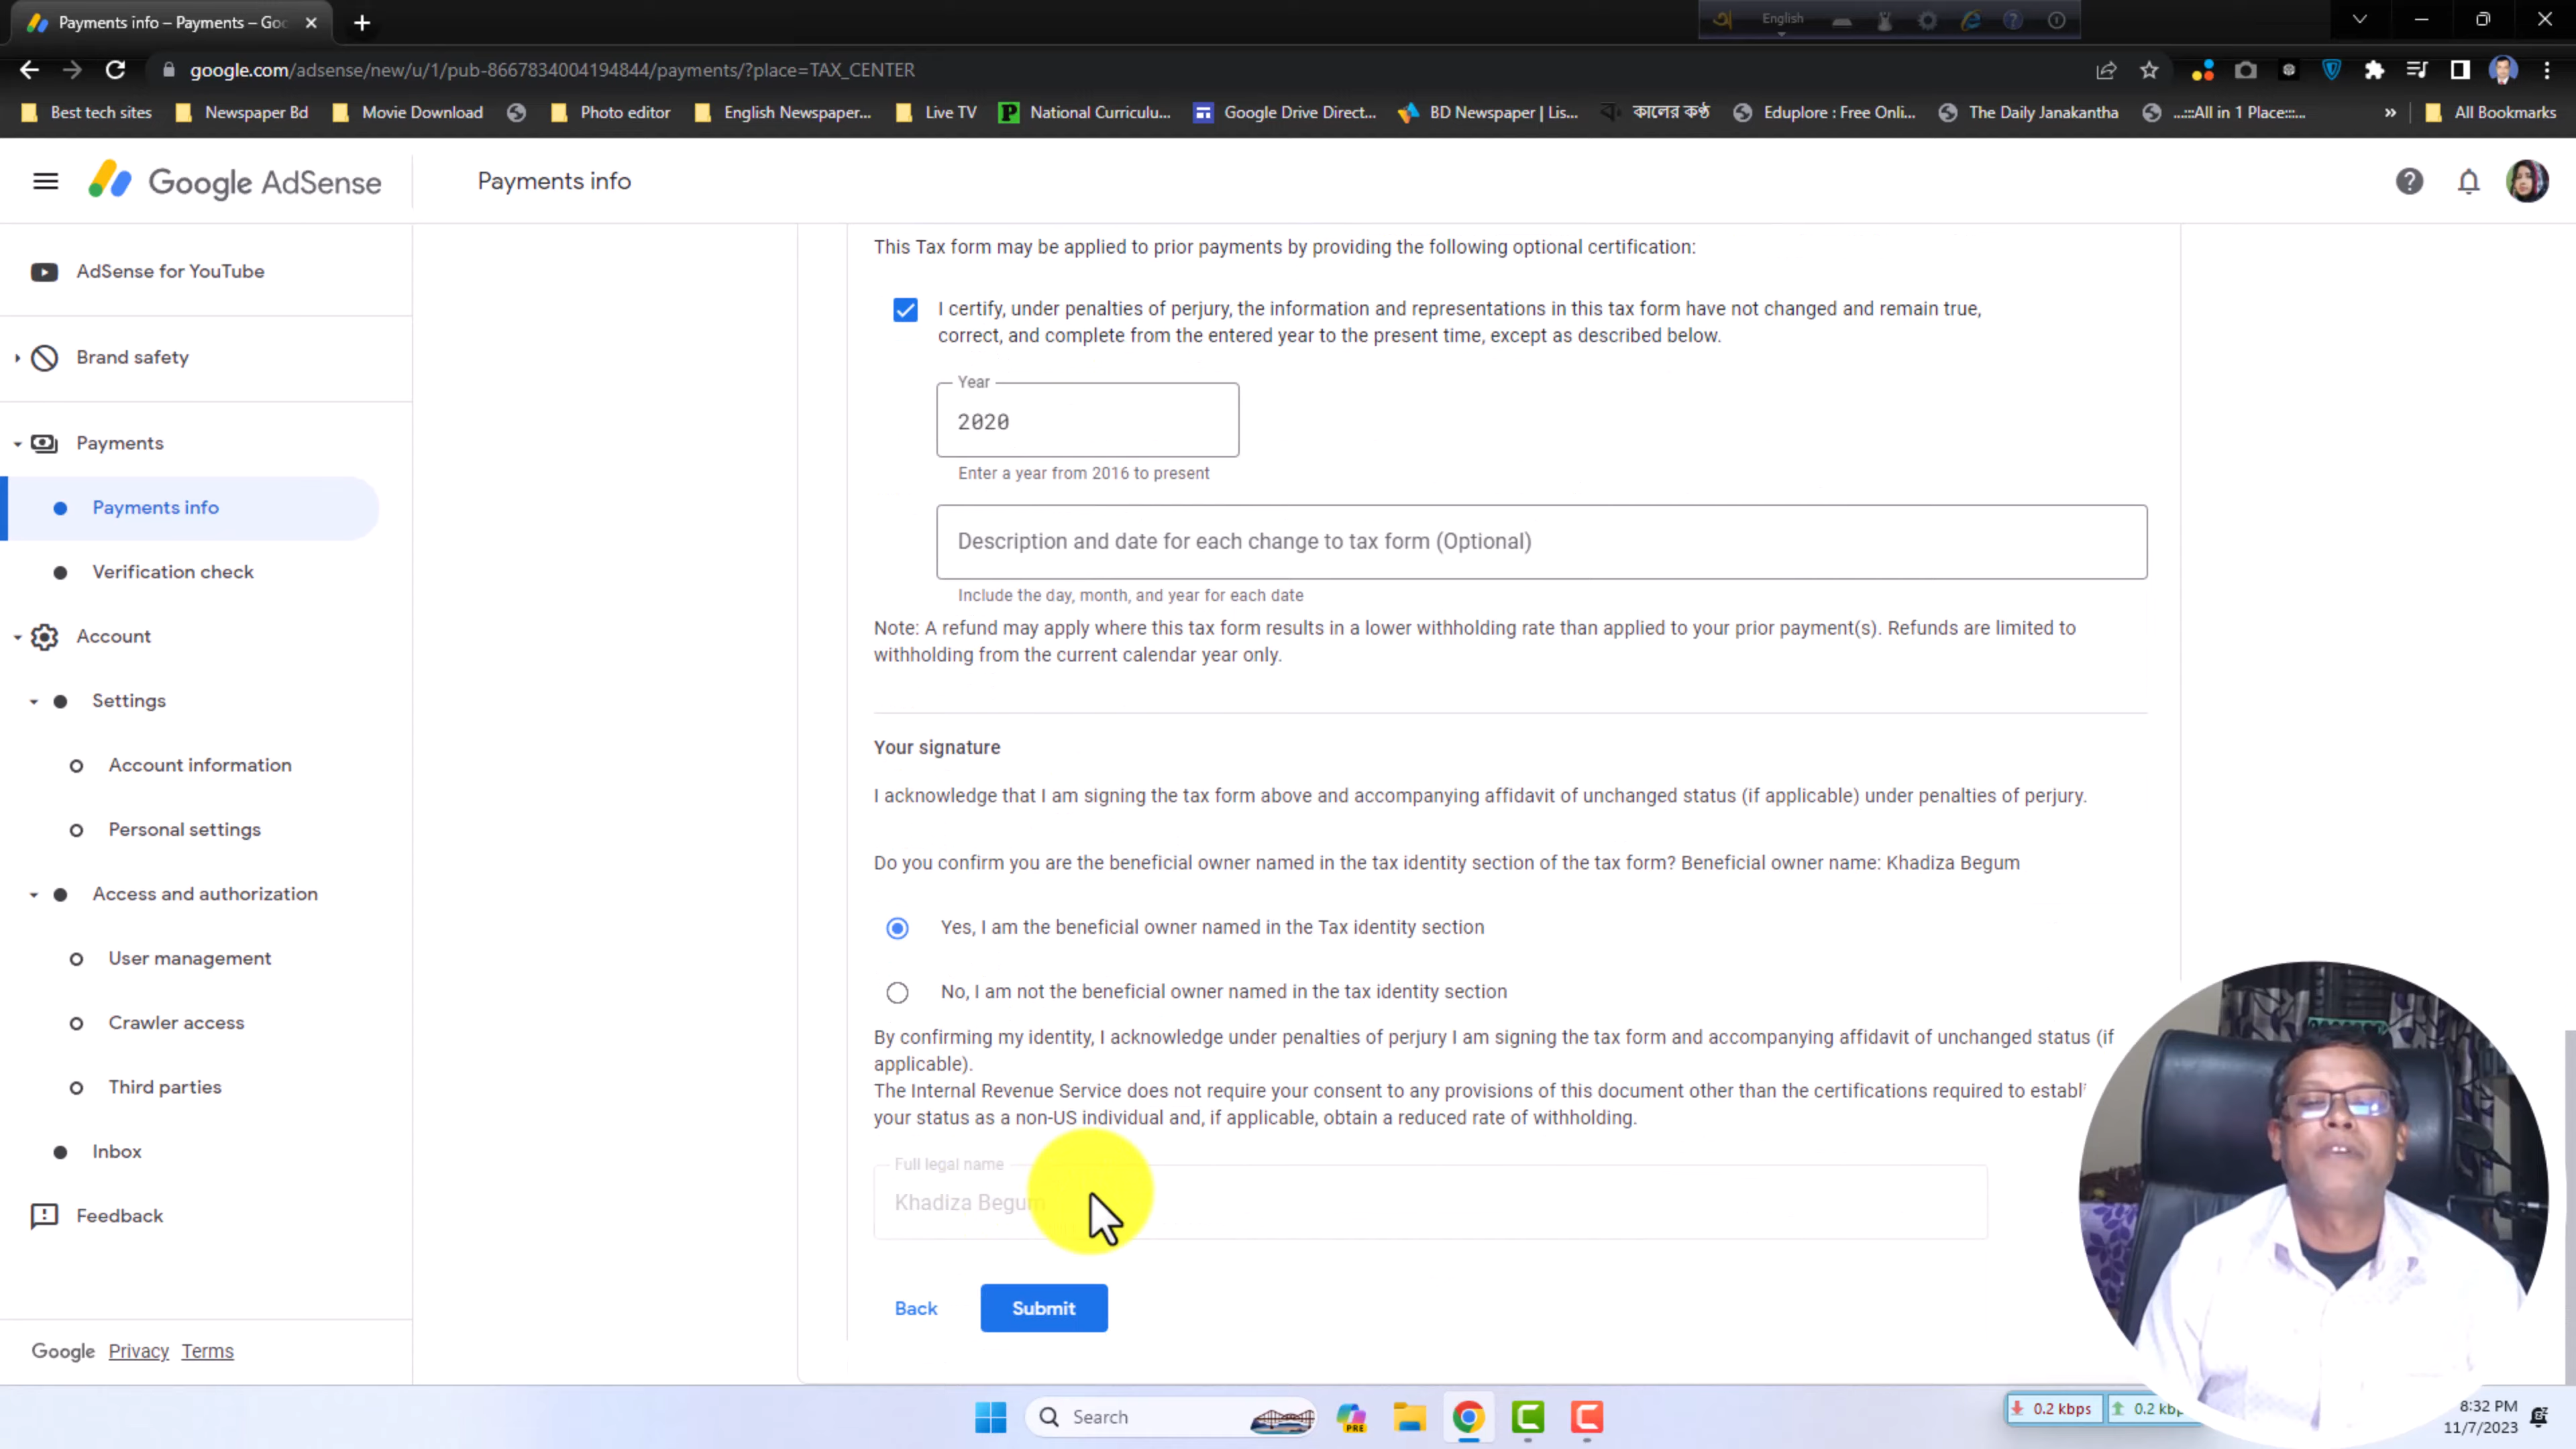 Payments info – Payments – Goo
English
google.com/adsense/new/u/1/pub-8667834004194844/payments/?place=TAX_CENTER
Best tech sites
Newspaper Bd
Movie Download
Photo editor
English Newspaper...
Live TV
National Curriculu...
Google Drive Direct...
BD Newspaper | Lis...
কালের কণ্ঠ
Eduplore : Free Onli...
The Daily Janakantha
...:::All in 1 Place:::...
»
All Bookmarks
Google AdSense
Payments info
AdSense for YouTube
Brand safety
Payments
Payments info
Verification check
Account
Settings
Account information
Personal settings
Access and authorization
User management
Crawler access
Third parties
Inbox
Feedback
Google Privacy Terms
This Tax form may be applied to prior payments by providing the following optional certification:
I certify, under penalties of perjury, the information and representations in this tax form have not changed and remain true,
correct, and complete from the entered year to the present time, except as described below.
Year
2020
Enter a year from 2016 to present
Description and date for each change to tax form (Optional)
Include the day, month, and year for each date
Note: A refund may apply where this tax form results in a lower withholding rate than applied to your prior payment(s). Refunds are limited to
withholding from the current calendar year only.
Your signature
I acknowledge that I am signing the tax form above and accompanying affidavit of unchanged status (if applicable) under penalties of perjury.
Do you confirm you are the beneficial owner named in the tax identity section of the tax form? Beneficial owner name: Khadiza Begum
Yes, I am the beneficial owner named in the Tax identity section
No, I am not the beneficial owner named in the tax identity section
By confirming my identity, I acknowledge under penalties of perjury I am signing the tax form and accompanying affidavit of unchanged status (if
applicable).
The Internal Revenue Service does not require your consent to any provisions of this document other than the certifications required to establi
your status as a non-US individual and, if applicable, obtain a reduced rate of withholding.
Full legal name
Khadiza Begum
Back
Submit
Search
PRE
0.2 kbps
0.2 kbp
8:32 PM
11/7/2023